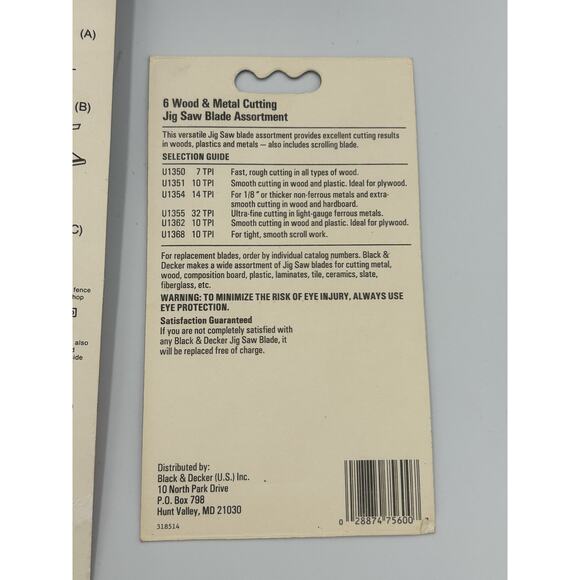 (A)
(B)
C)
fence
hop
also
d
side
6 Wood & Metal Cutting
Jig Saw Blade Assortment
This versatile Jig Saw blade assortment provides excellent cutting results
in woods, plastics and metals – also includes scrolling blade.
SELECTION GUIDE
U1350 7 TPI Fast, rough cutting in all types of wood.
U1351 10 TPI Smooth cutting in wood and plastic. Ideal for plywood.
U1354 14 TPI For 1/8" or thicker non-ferrous metals and extra-
smooth cutting in wood and hardboard.
U1355 32 TPI Ultra-fine cutting in light-gauge ferrous metals.
U1362 10 TPI Smooth cutting in wood and plastic. Ideal for plywood.
U1368 10 TPI For tight, smooth scroll work.
For replacement blades, order by individual catalog numbers. Black &
Decker makes a wide assortment of Jig Saw blades for cutting metal,
wood, composition board, plastic, laminates, tile, ceramics, slate,
fiberglass, etc.
WARNING: TO MINIMIZE THE RISK OF EYE INJURY, ALWAYS USE
EYE PROTECTION.
Satisfaction Guaranteed
If you are not completely satisfied with
any Black & Decker Jig Saw Blade, it
will be replaced free of charge.
Distributed by:
Black & Decker (U.S.) Inc.
10 North Park Drive
P.O. Box 798
Hunt Valley, MD 21030
318514
0 28874 75600